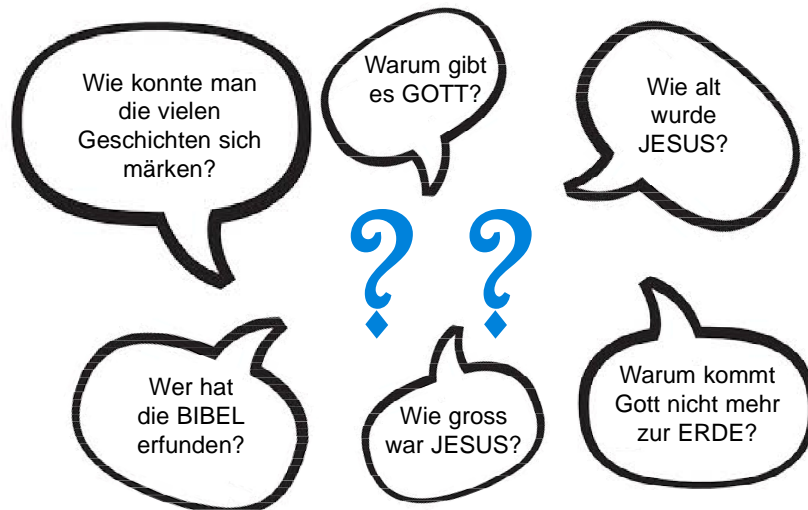 Wie konnte man
die vielen
Geschichten sich
märken?
Warum gibt
es GOTT?
Wie alt
wurde
JESUS?
? ?
Wer hat
die BIBEL
erfunden?
Wie gross
war JESUS?
Warum kommt
Gott nicht mehr
zur ERDE?